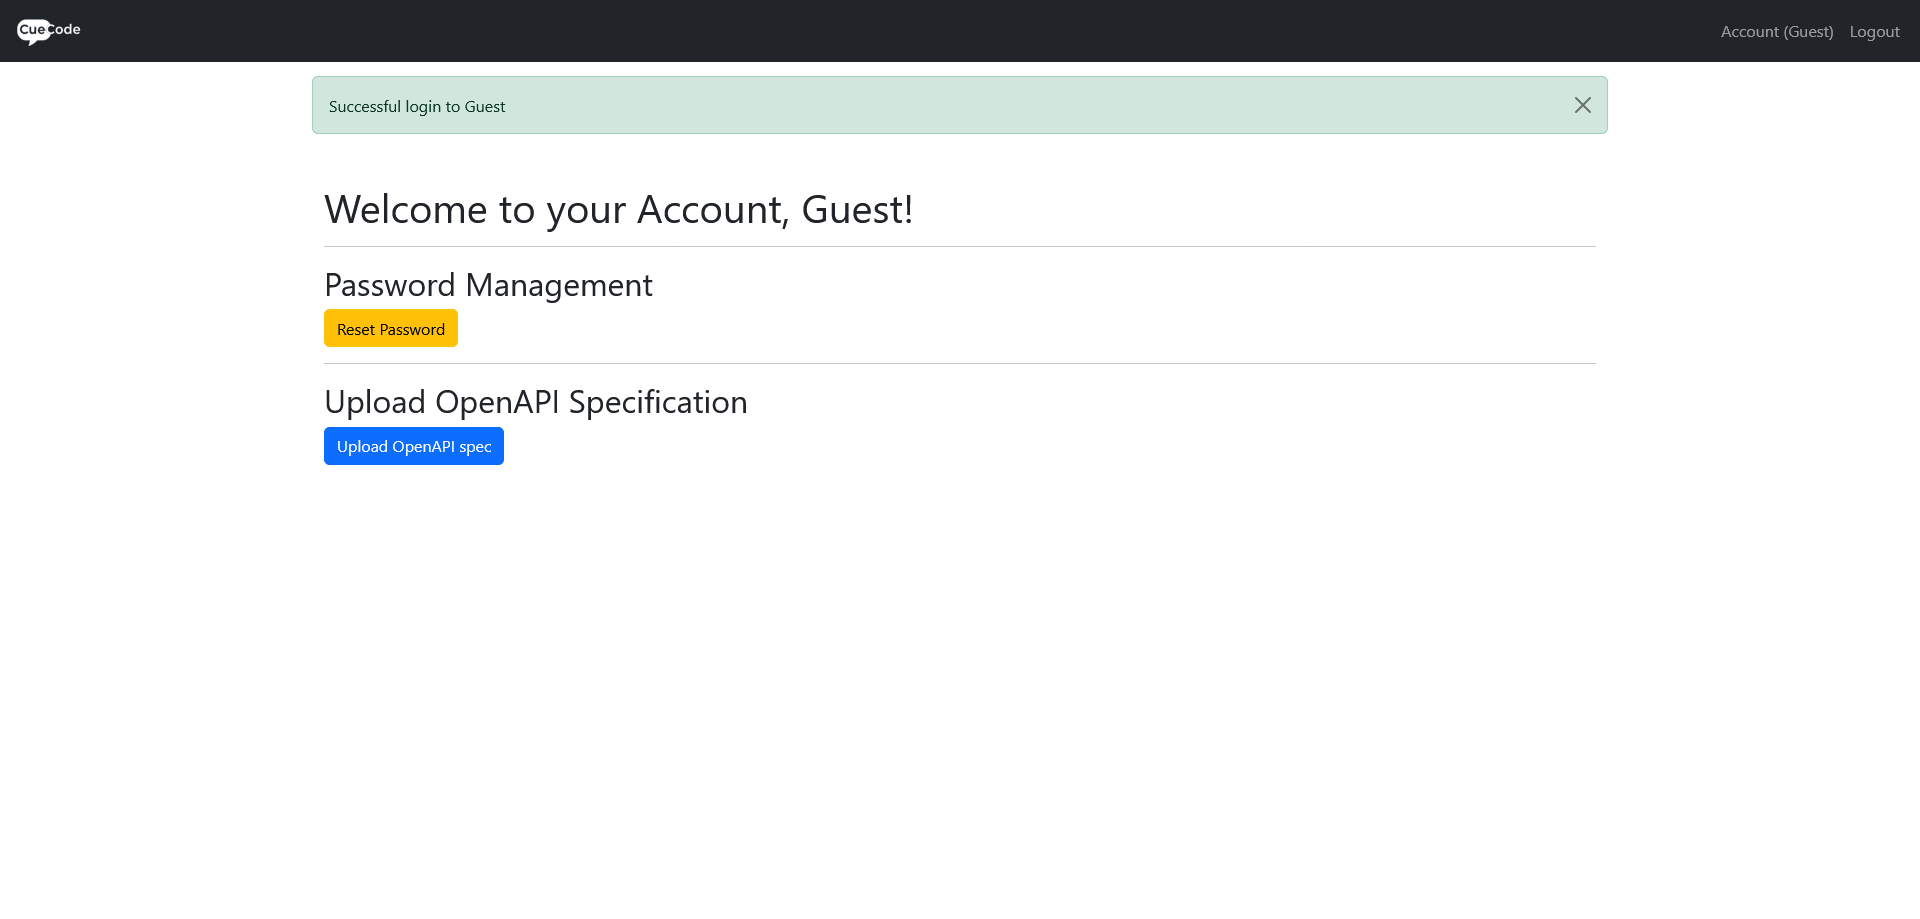 CueCode
Account (Guest) Logout
Successful login to Guest
Welcome to your Account, Guest!
Password Management
Reset Password
Upload OpenAPI Specification
Upload OpenAPI spec